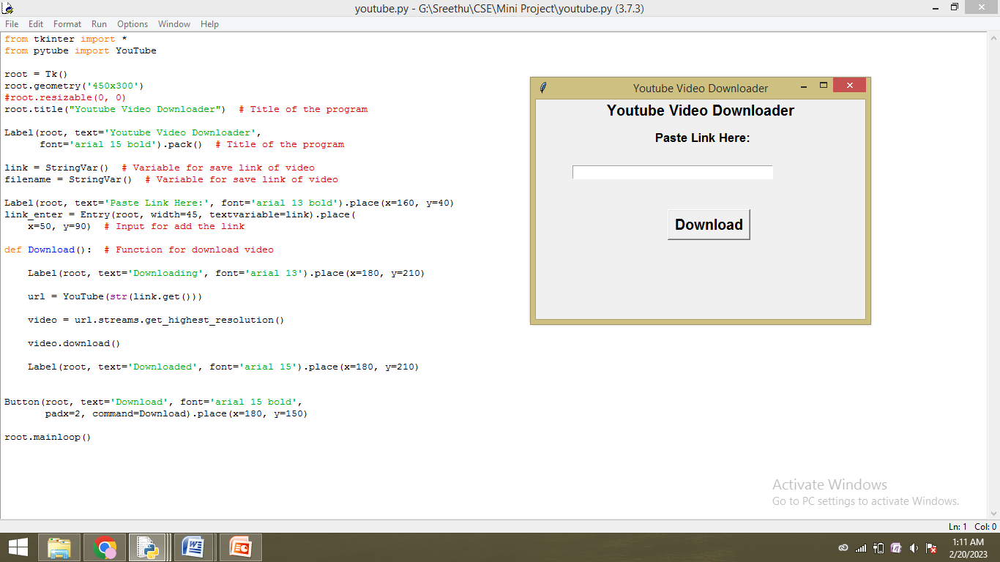 youtube.py - G:\Sreethu\CSE\Mini Project\youtube.py (3.7.3)
File Edit Format Run Options Window Help
from tkinter import *
from pytube import YouTube
root = Tk()
root.geometry('450x300')
#root.resizable(0, 0)
root.title("Youtube Video Downloader")  # Title of the program
Label(root, text='Youtube Video Downloader',
      font='arial 15 bold').pack()  # Title of the program
link = StringVar()  # Variable for save link of video
filename = StringVar()  # Variable for save link of video
Label(root, text='Paste Link Here:', font='arial 13 bold').place(x=160, y=40)
link_enter = Entry(root, width=45, textvariable=link).place(
    x=50, y=90)  # Input for add the link
def Download():  # Function for download video
    Label(root, text='Downloading', font='arial 13').place(x=180, y=210)
    url = YouTube(str(link.get()))
    video = url.streams.get_highest_resolution()
    video.download()
    Label(root, text='Downloaded', font='arial 15').place(x=180, y=210)
Button(root, text='Download', font='arial 15 bold',
       padx=2, command=Download).place(x=180, y=150)
root.mainloop()
Youtube Video Downloader
Youtube Video Downloader
Paste Link Here:
Download
Activate Windows
Go to PC settings to activate Windows.
Ln: 1 Col: 0
1:11 AM
2/20/2023